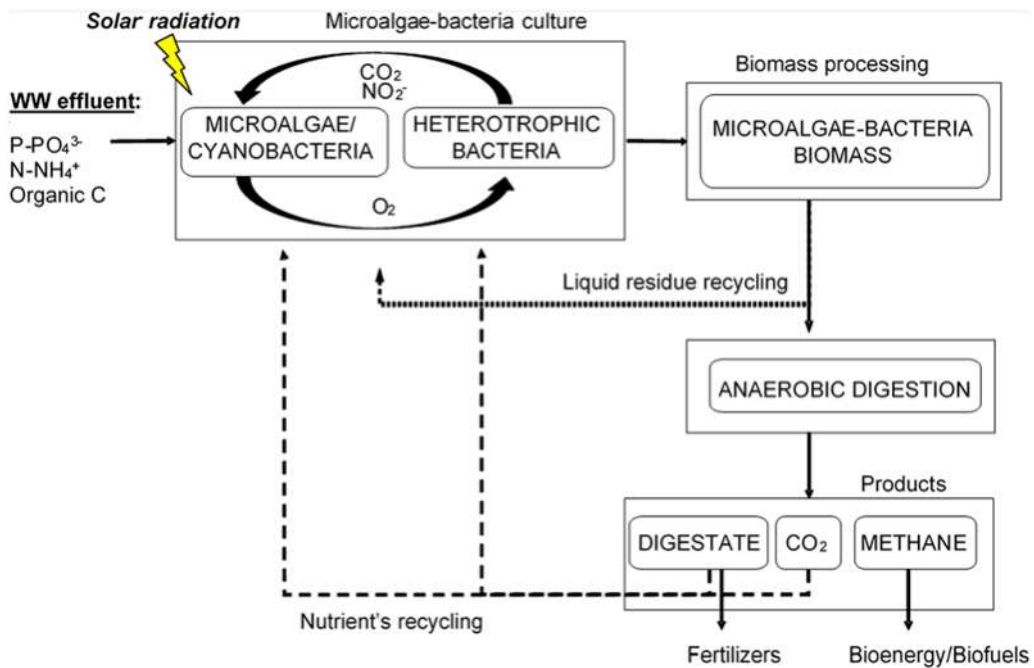 Solar radiation
Microalgae-bacteria culture
WW effluent:
P-PO₄³⁻
N-NH₄⁺
Organic C
CO₂
NO₂⁻
MICROALGAE/
CYANOBACTERIA
HETEROTROPHIC
BACTERIA
O₂
Biomass processing
MICROALGAE-BACTERIA
BIOMASS
Liquid residue recycling
ANAEROBIC DIGESTION
Products
DIGESTATE
CO₂
METHANE
Nutrient's recycling
Fertilizers
Bioenergy/Biofuels